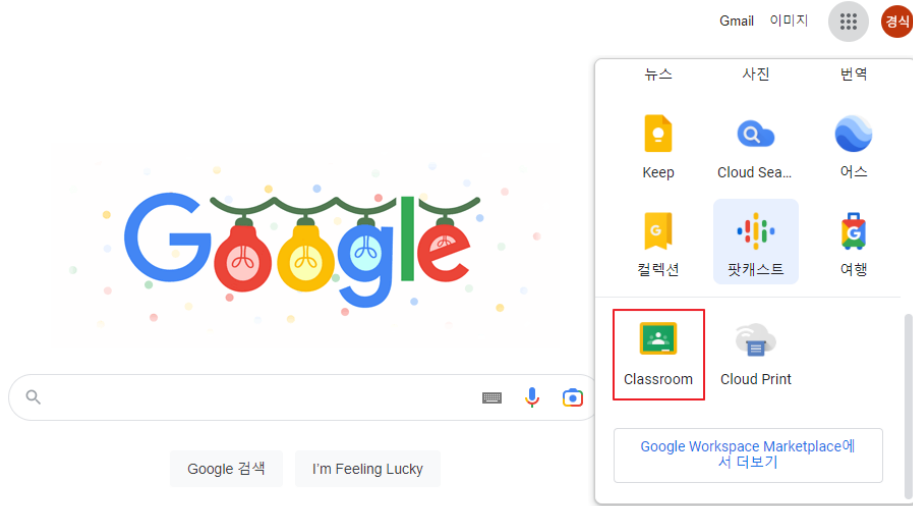 Gmail 이미지 경식
뉴스 사진 번역
Keep Cloud Sea... 어스
컬렉션 팟캐스트 여행
Classroom Cloud Print
Google Workspace Marketplace에
서 더보기
Google
Google 검색 I'm Feeling Lucky